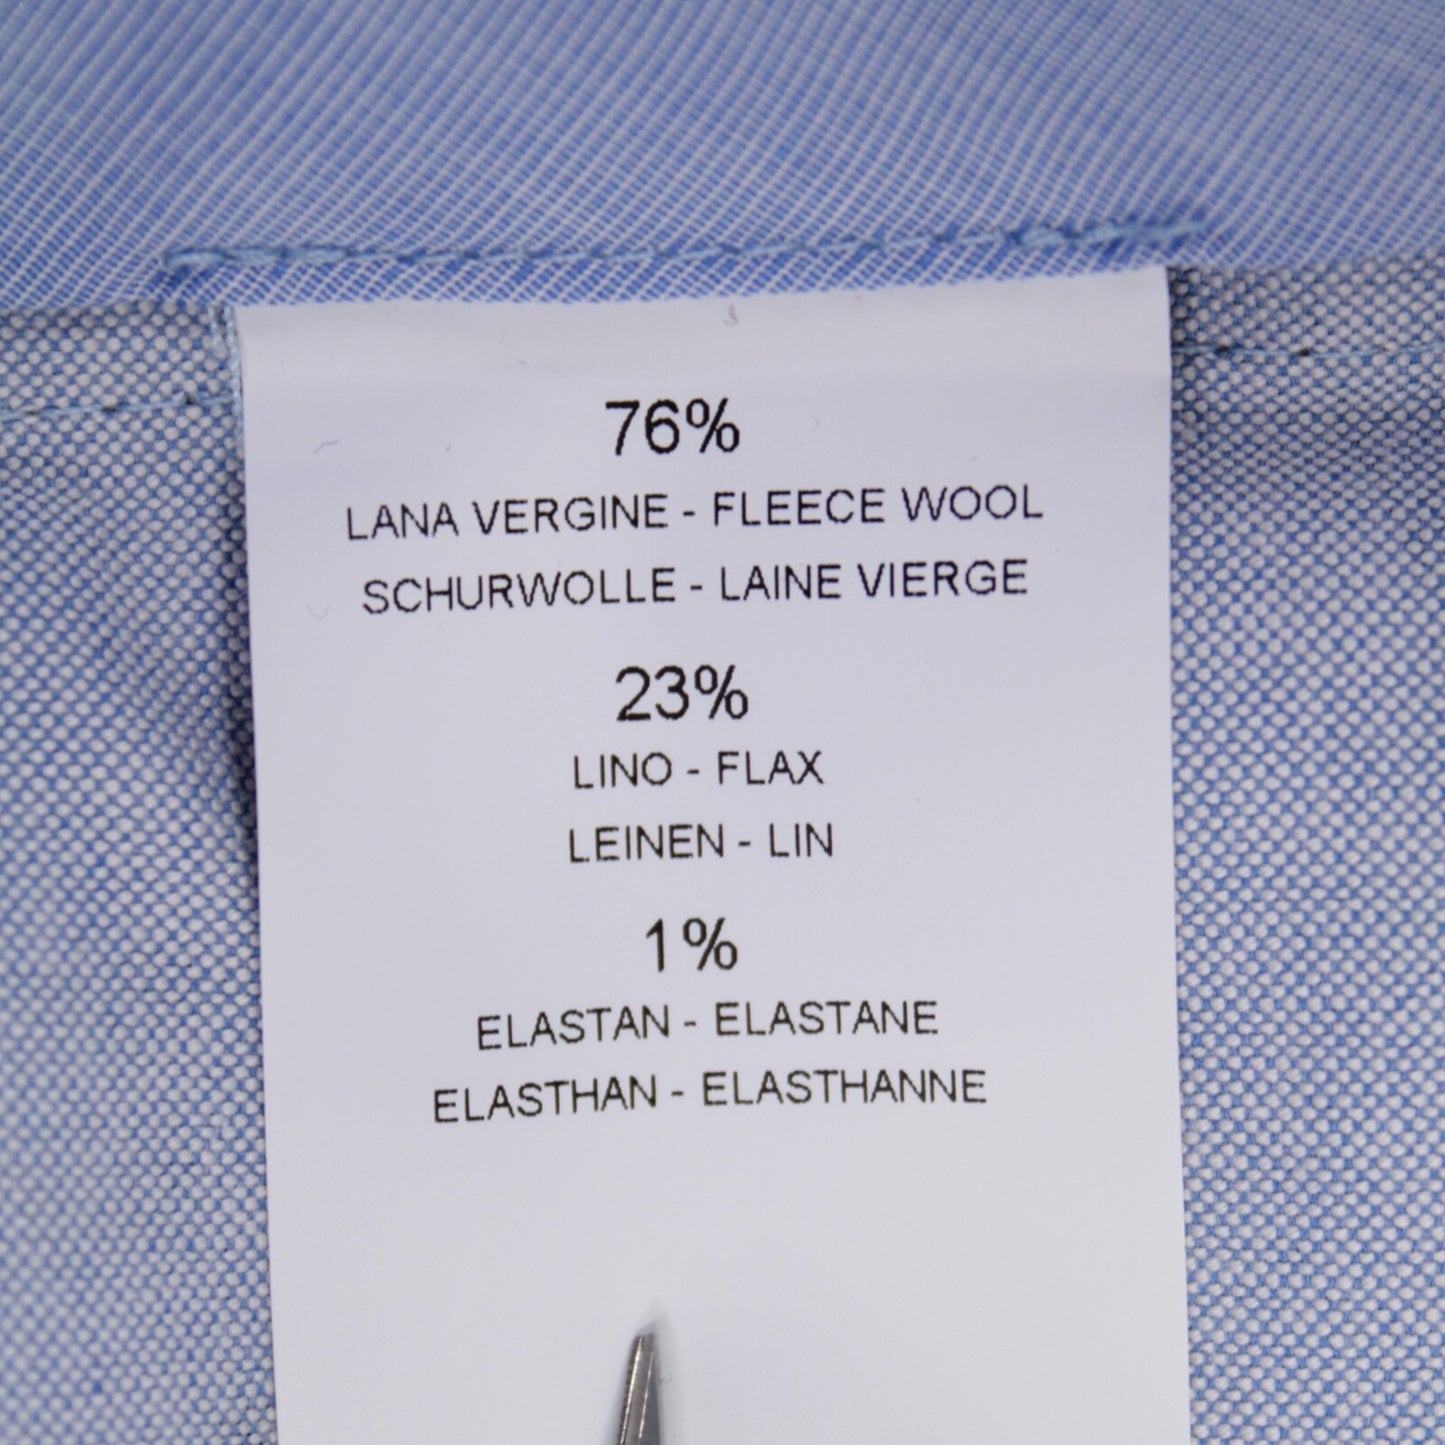 76%
LANA VERGINE - FLEECE WOOL
SCHURWOLLE - LAINE VIERGE
23%
LINO - FLAX
LEINEN - LIN
1%
ELASTAN - ELASTANE
ELASTHAN - ELASTHANNE